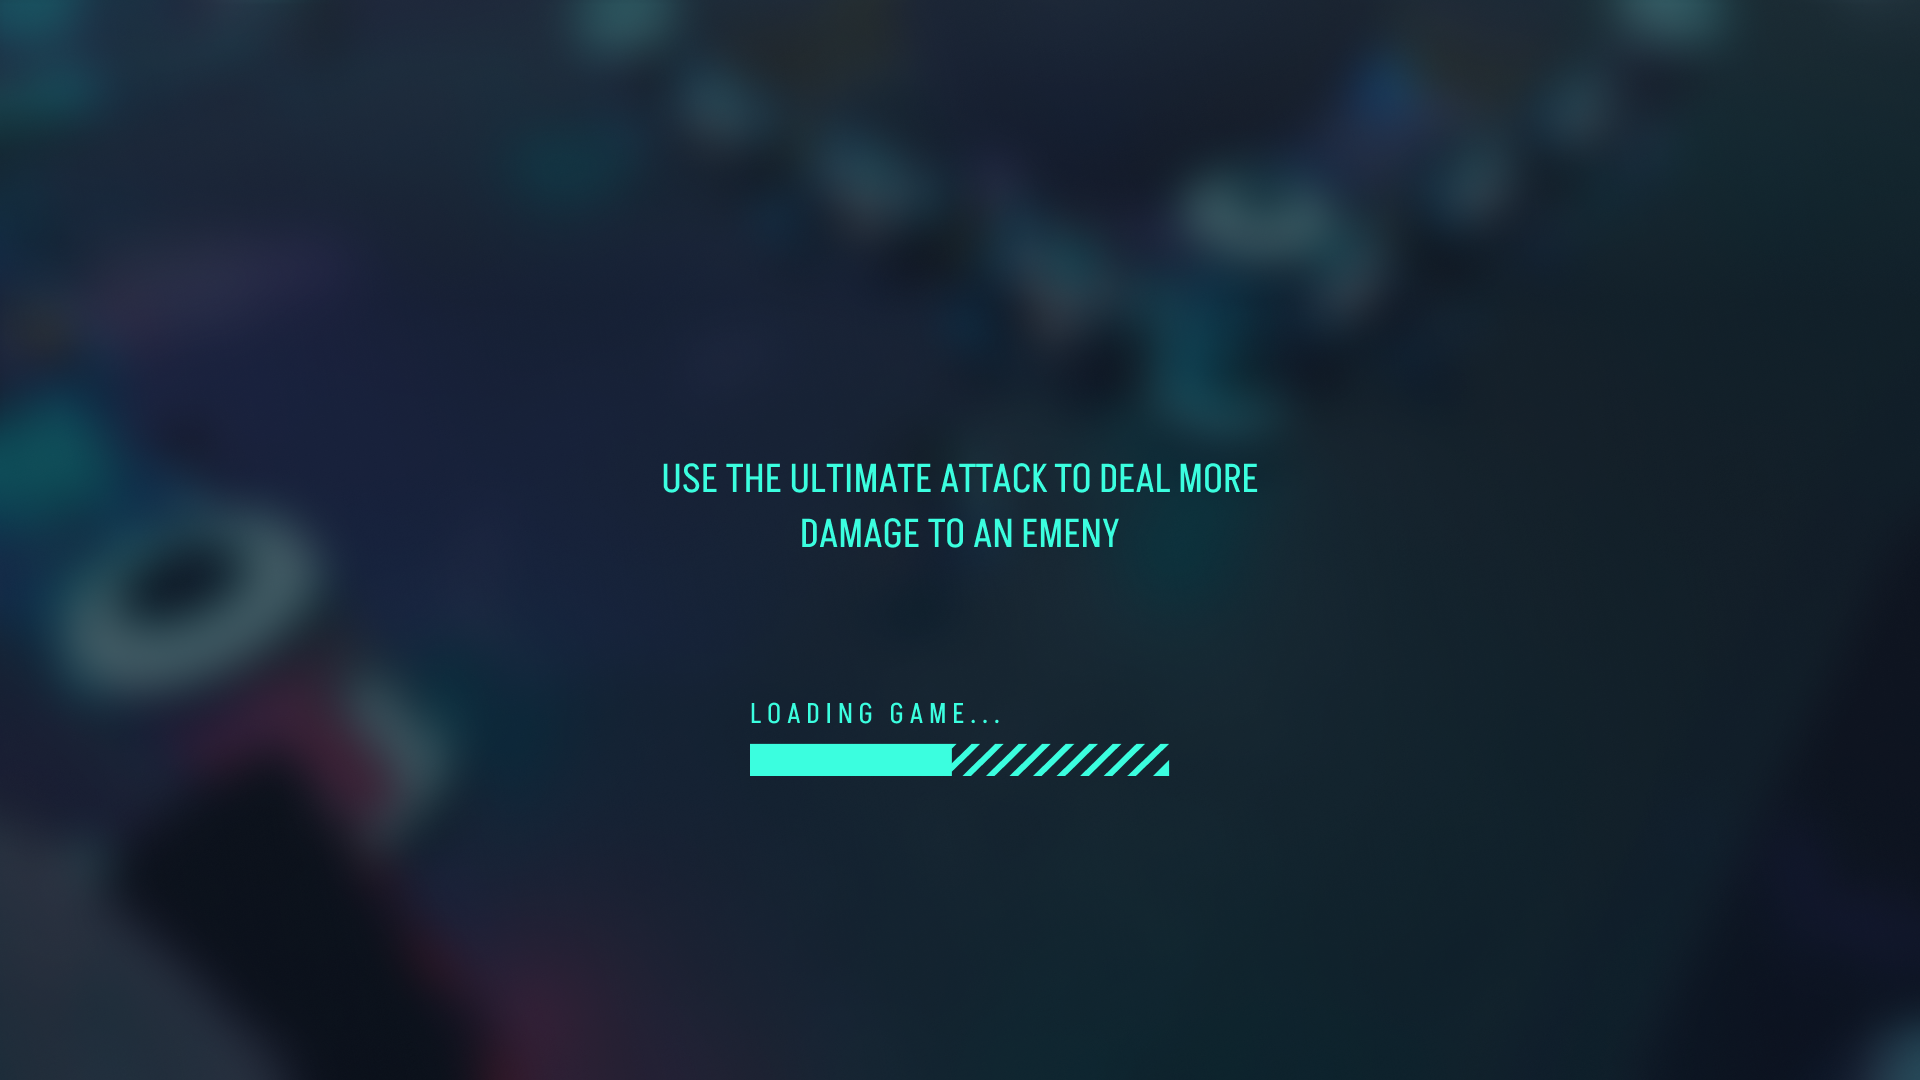 USE THE ULTIMATE ATTACK TO DEAL MORE
DAMAGE TO AN EMENY
LOADING GAME...